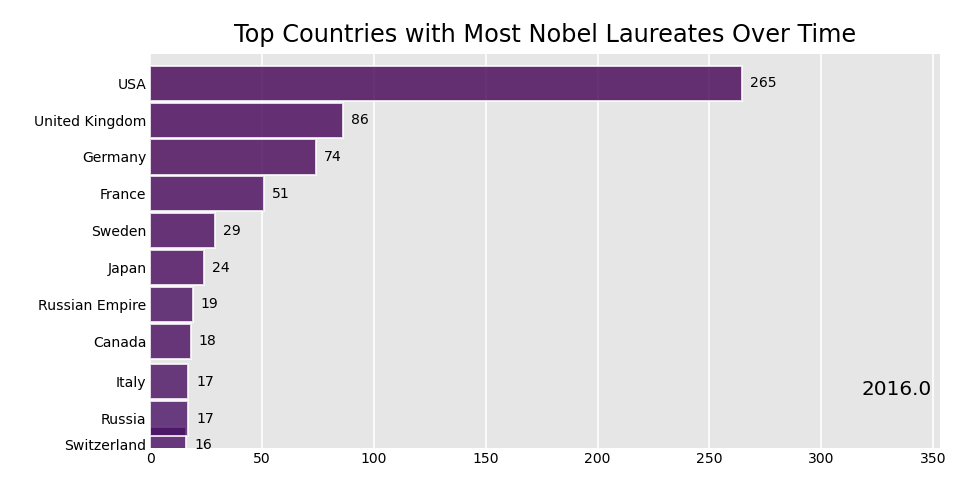 Top Countries with Most Nobel Laureates Over Time
USA 265
United Kingdom 86
Germany 74
France 51
Sweden 29
Japan 24
Russian Empire 19
Canada 18
Italy 17
2016.0
Russia 17
Switzerland 16
0 50 100 150 200 250 300 350